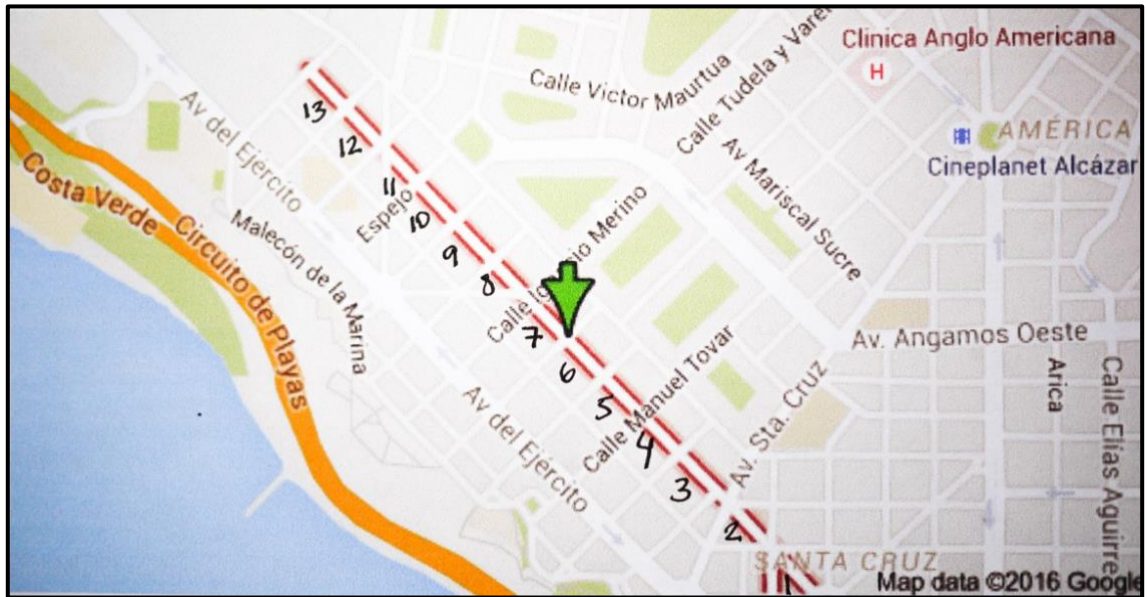 Clinica Anglo Americana
H
Calle Victor Maurtua
Calle Tudela y Varel
AMÉRICA
Cineplanet Alcázar
Av Mariscal Sucre
Av del Ejército
Costa Verde
Circuito de Playas
Malecón de la Marina
Espejo
13
12
11
10
9
8
7
6
5
4
3
2
1
Calle Ignacio Merino
Calle Manuel Tovar
Av. Angamos Oeste
Av. Sta. Cruz
Arica
Calle Elías Aguirre
Av del Ejército
SANTA CRUZ
Map data ©2016 Google